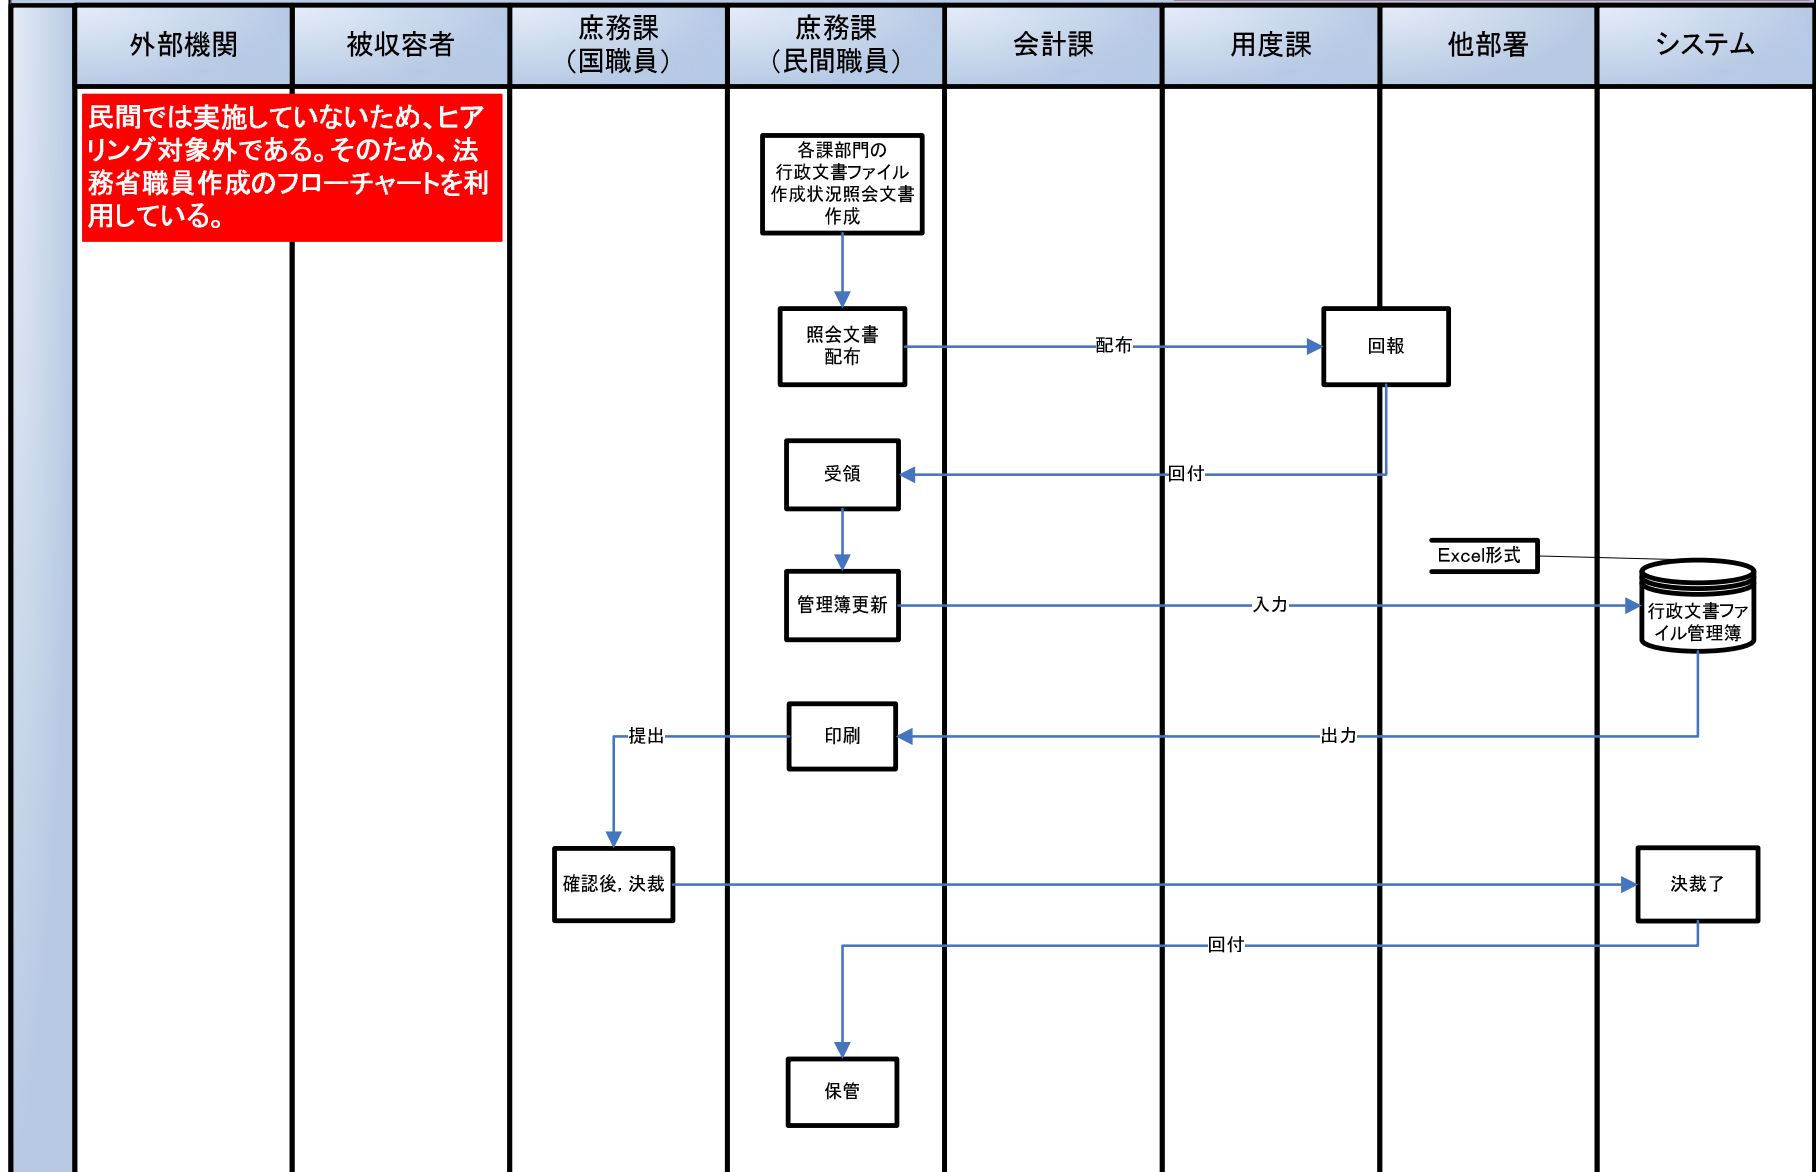 外部機関
被収容者
庶務課
（国職員）
庶務課
（民間職員）
会計課
用度課
他部署
システム
民間では実施していないため、ヒア
リング対象外である。そのため、法
務省職員作成のフローチャートを利
用している。
各課部門の
行政文書ファイル
作成状況照会文書
作成
照会文書
配布
配布
回報
受領
回付
Excel形式
管理簿更新
入力
行政文書ファ
イル管理簿
提出
印刷
出力
確認後，決裁
決裁了
回付
保管